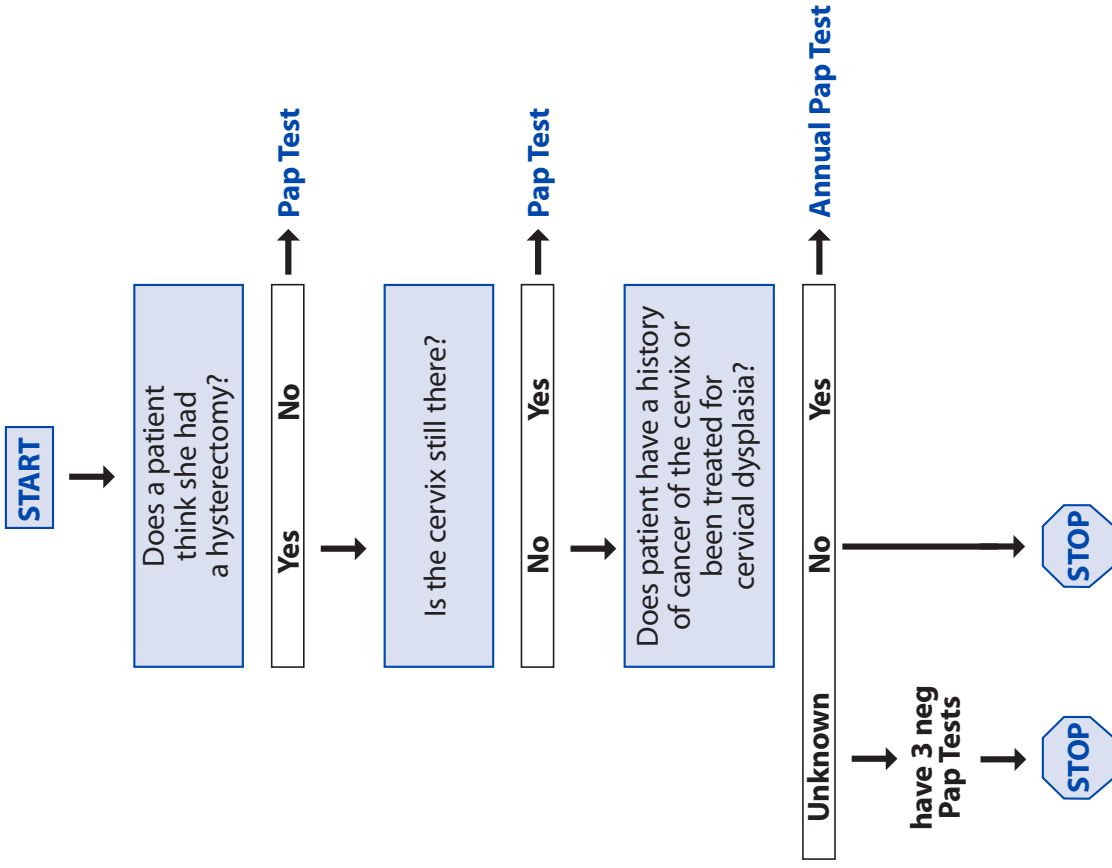 START
Does a patient
think she had
a hysterectomy?
Yes
No
Pap Test
Is the cervix still there?
No
Yes
Pap Test
Does patient have a history
of cancer of the cervix or
been treated for
cervical dysplasia?
Unknown
No
Yes
Annual Pap Test
have 3 neg
Pap Tests
STOP
STOP